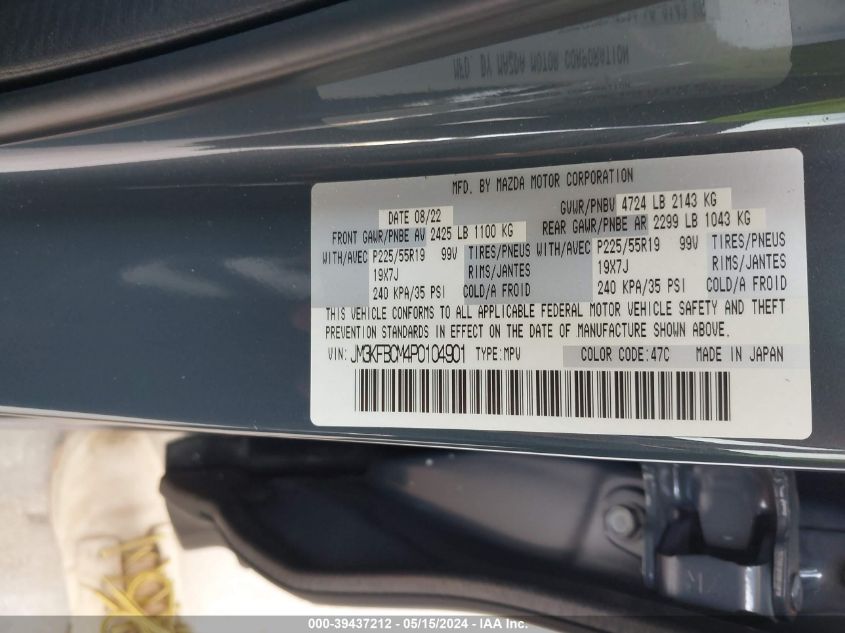 MFD. BY MAZDA MOTOR CORPORATION
MFD. BY MAZDA MOTOR CORPORATION
DATE 08/22 GVWR/PNBV 4724 LB 2143 KG
FRONT GAWR/PNBE AV 2425 LB 1100 KG REAR GAWR/PNBE AR 2299 LB 1043 KG
WITH/AVEC P225/55R19 99V TIRES/PNEUS WITH/AVEC P225/55R19 99V TIRES/PNEUS
19X7J RIMS/JANTES 19X7J RIMS/JANTES
240 KPA/35 PSI COLD/A FROID 240 KPA/35 PSI COLD/A FROID
THIS VEHICLE CONFORMS TO ALL APPLICABLE FEDERAL MOTOR VEHICLE SAFETY AND THEFT
PREVENTION STANDARDS IN EFFECT ON THE DATE OF MANUFACTURE SHOWN ABOVE.
VIN: JM3KFBCM4P0104901 TYPE:MPV COLOR CODE:47C MADE IN JAPAN
000-39437212 - 05/15/2024 - IAA Inc.